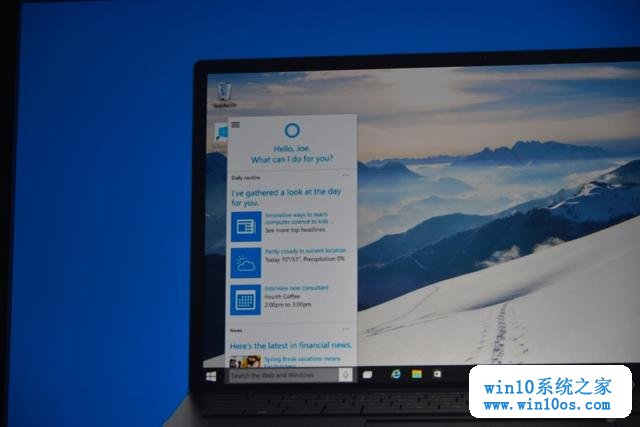 Hello, Joe.
What can I do for you?
Daily routine
I've gathered a look at the day
for you.
Innovative ways to teach
computer science to kids ...
See more top headlines
Partly cloudy in current location
Today 70°/51°, Precipitation 0%
Interview new consultant
Fourth Coffee
2:00pm to 3:00pm
News
Here's the latest in financial news.
Spring Break vacations: means
Search the Web and Windows
win10系统之家
www.win10os.com